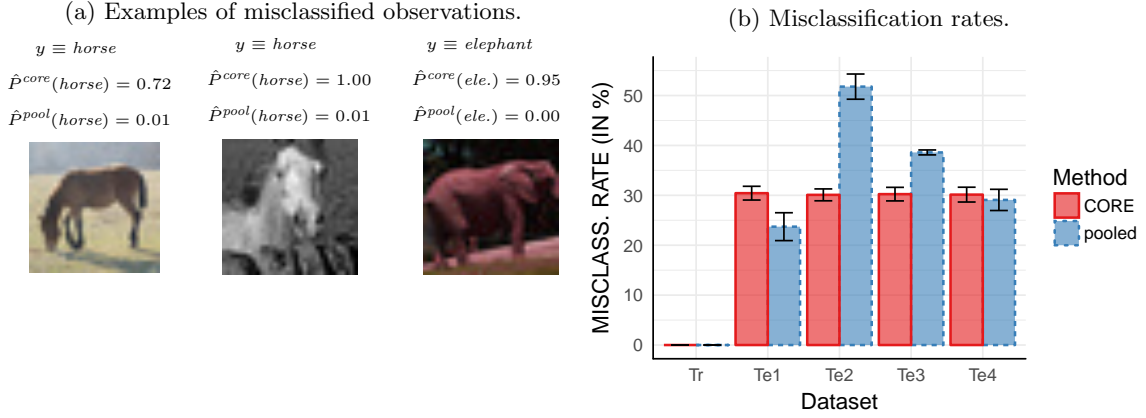 (a) Examples of misclassified observations.
y ≡ horse
P̂^core(horse) = 0.72
P̂^pool(horse) = 0.01
y ≡ horse
P̂^core(horse) = 1.00
P̂^pool(horse) = 0.01
y ≡ elephant
P̂^core(ele.) = 0.95
P̂^pool(ele.) = 0.00
(b) Misclassification rates.
MISCLASS. RATE (IN %)
50
40
30
20
10
0
Tr Te1 Te2 Te3 Te4
Dataset
Method
CORE
pooled